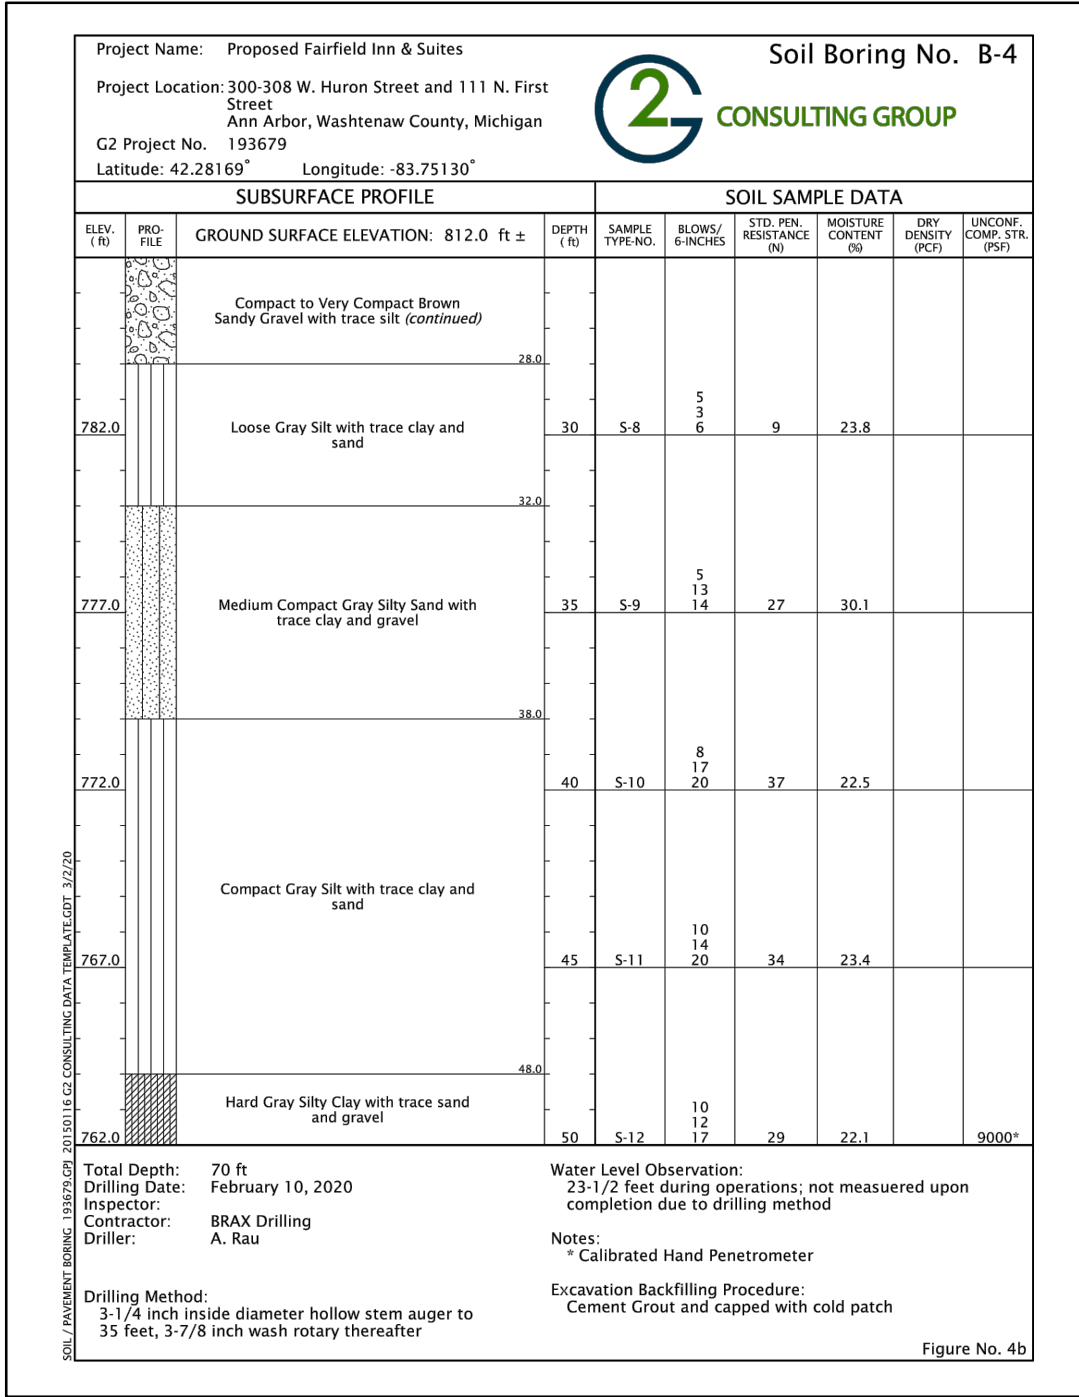 Project Name: Proposed Fairfield Inn & Suites
Project Location: 300-308 W. Huron Street and 111 N. First
Street
Ann Arbor, Washtenaw County, Michigan
G2 Project No. 193679
Latitude: 42.28169° Longitude: -83.75130°
G2 CONSULTING GROUP
Soil Boring No. B-4
SUBSURFACE PROFILE
SOIL SAMPLE DATA
ELEV. (ft)
PRO-FILE
GROUND SURFACE ELEVATION: 812.0 ft ±
DEPTH (ft)
SAMPLE TYPE-NO.
BLOWS/ 6-INCHES
STD. PEN. RESISTANCE (N)
MOISTURE CONTENT (%)
DRY DENSITY (PCF)
UNCONF. COMP. STR. (PSF)
Compact to Very Compact Brown
Sandy Gravel with trace silt (continued)
28.0
5
3
782.0 Loose Gray Silt with trace clay and 30 S-8 6 9 23.8
sand
32.0
5
13
777.0 Medium Compact Gray Silty Sand with 35 S-9 14 27 30.1
trace clay and gravel
38.0
8
17
772.0 40 S-10 20 37 22.5
Compact Gray Silt with trace clay and
sand
10
14
767.0 45 S-11 20 34 23.4
48.0
Hard Gray Silty Clay with trace sand
and gravel
10
12
762.0 50 S-12 17 29 22.1 9000*
Total Depth: 70 ft
Drilling Date: February 10, 2020
Inspector:
Contractor: BRAX Drilling
Driller: A. Rau
Drilling Method:
3-1/4 inch inside diameter hollow stem auger to
35 feet, 3-7/8 inch wash rotary thereafter
Water Level Observation:
23-1/2 feet during operations; not measuered upon
completion due to drilling method
Notes:
* Calibrated Hand Penetrometer
Excavation Backfilling Procedure:
Cement Grout and capped with cold patch
Figure No. 4b
SOIL / PAVEMENT BORING 193679.GPJ 20150116 G2 CONSULTING DATA TEMPLATE.GDT 3/2/20